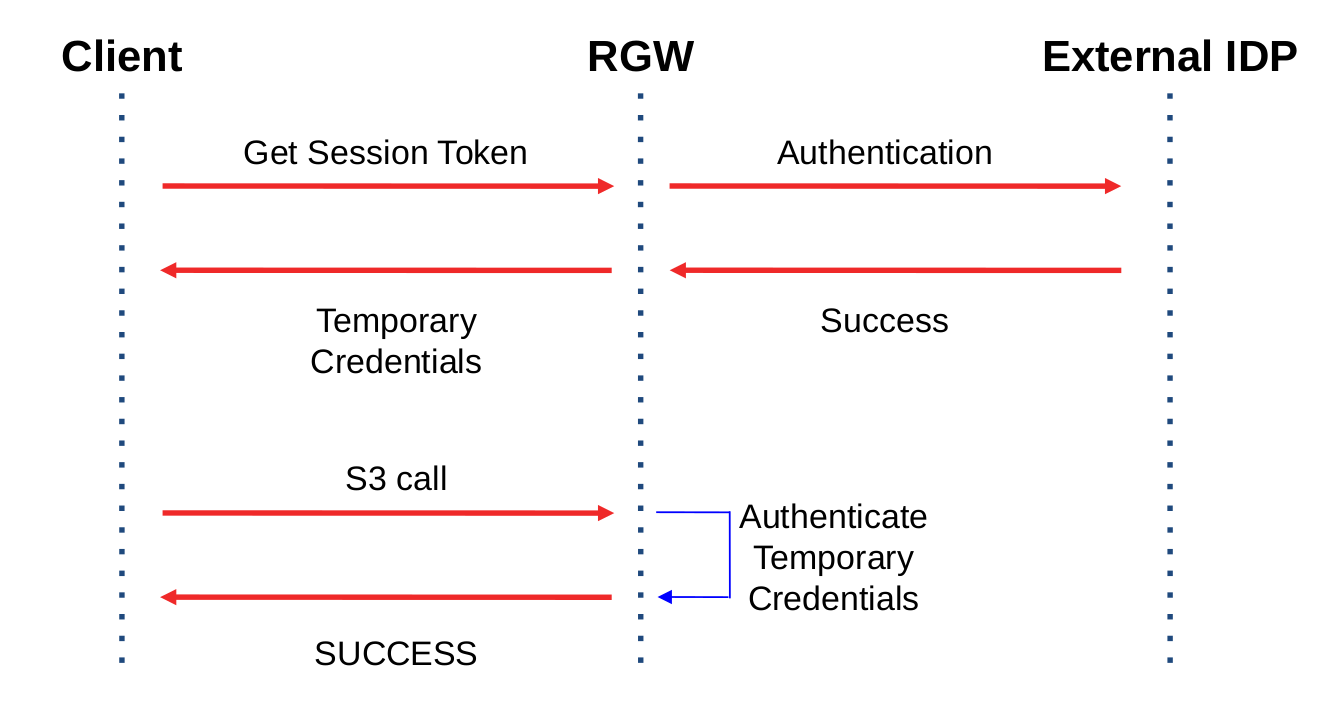 Client
RGW
External IDP
Get Session Token
Authentication
Temporary
Credentials
Success
S3 call
Authenticate
Temporary
Credentials
SUCCESS